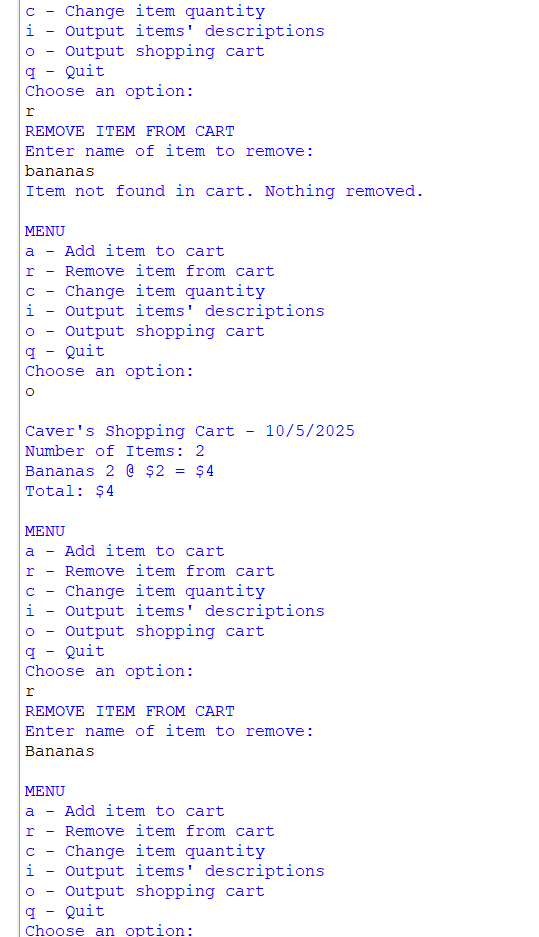 c - Change item quantity
i - Output items' descriptions
o - Output shopping cart
q - Quit
Choose an option:
r
REMOVE ITEM FROM CART
Enter name of item to remove:
bananas
Item not found in cart. Nothing removed.
MENU
a - Add item to cart
r - Remove item from cart
c - Change item quantity
i - Output items' descriptions
o - Output shopping cart
q - Quit
Choose an option:
o
Caver's Shopping Cart - 10/5/2025
Number of Items: 2
Bananas 2 @ $2 = $4
Total: $4
MENU
a - Add item to cart
r - Remove item from cart
c - Change item quantity
i - Output items' descriptions
o - Output shopping cart
q - Quit
Choose an option:
r
REMOVE ITEM FROM CART
Enter name of item to remove:
Bananas
MENU
a - Add item to cart
r - Remove item from cart
c - Change item quantity
i - Output items' descriptions
o - Output shopping cart
q - Quit
Choose an option: